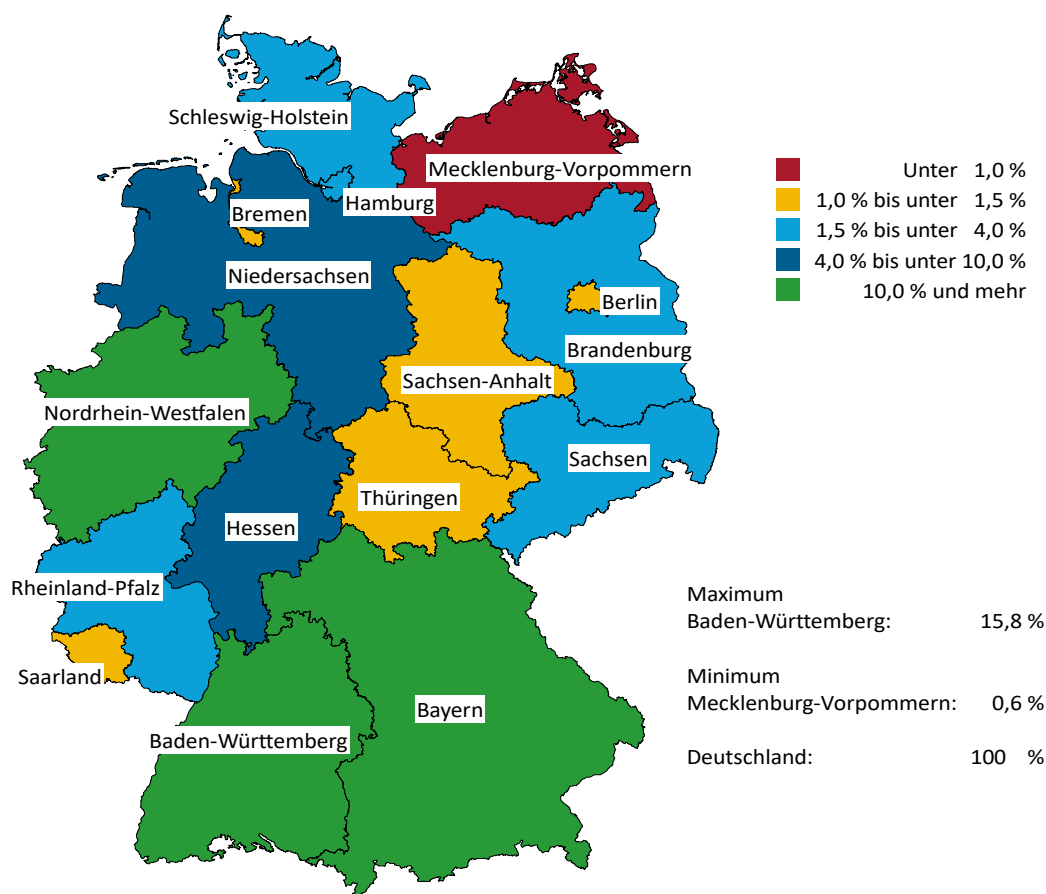 Schleswig-Holstein
Mecklenburg-Vorpommern
Hamburg
Bremen
Niedersachsen
Berlin
Brandenburg
Sachsen-Anhalt
Nordrhein-Westfalen
Sachsen
Thüringen
Hessen
Rheinland-Pfalz
Saarland
Bayern
Baden-Württemberg
Unter 1,0 %
1,0 % bis unter 1,5 %
1,5 % bis unter 4,0 %
4,0 % bis unter 10,0 %
10,0 % und mehr
Maximum
Baden-Württemberg: 15,8 %
Minimum
Mecklenburg-Vorpommern: 0,6 %
Deutschland: 100 %